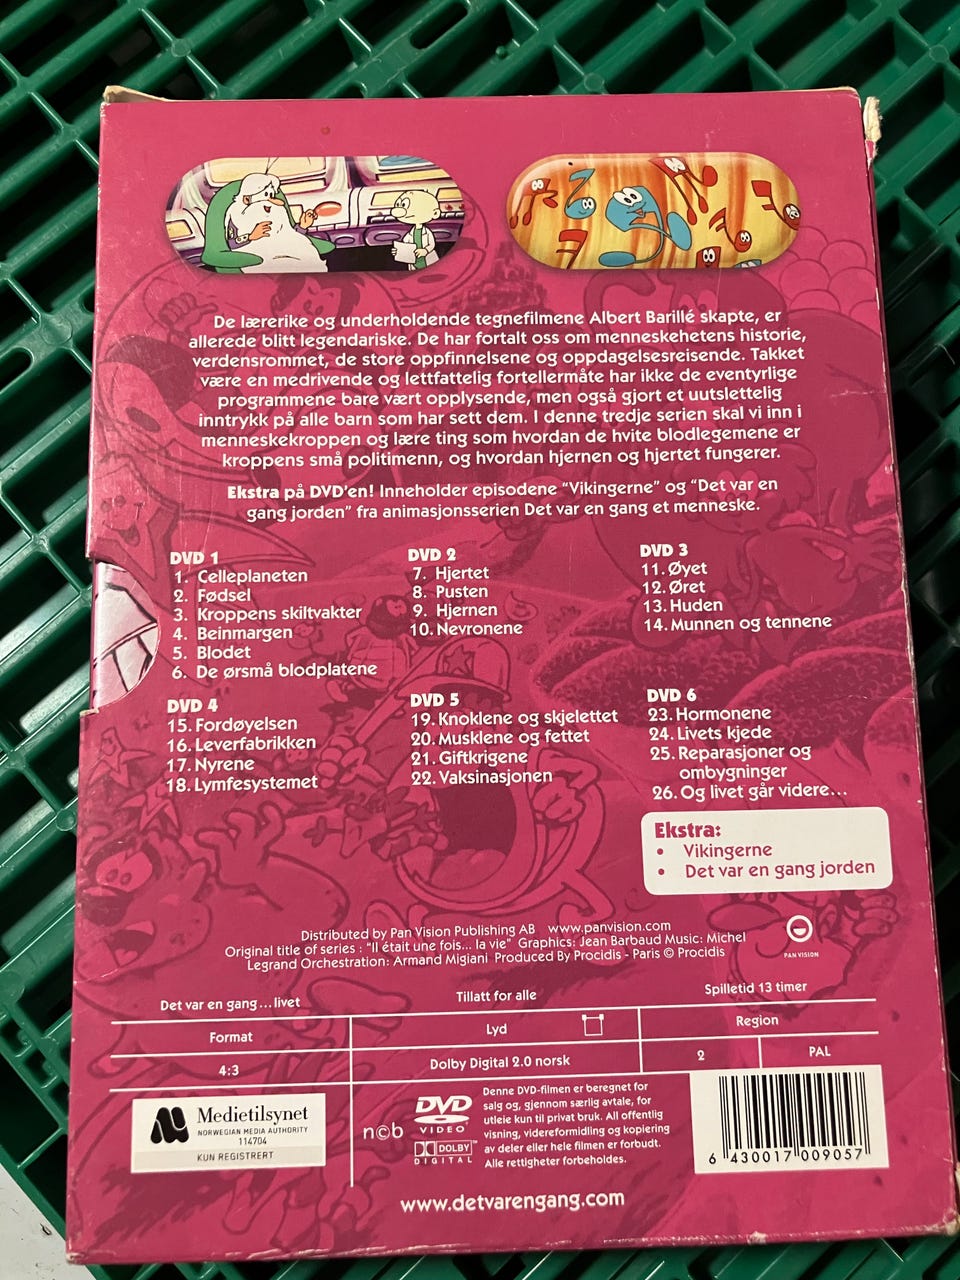 De lærerike og underholdende tegnefilmene Albert Barillé skapte, er
allerede blitt legendariske. De har fortalt oss om menneskehetens historie,
verdensrommet, de store oppfinnelsene og oppdagelsesreisende. Takket
være en medrivende og lettfattelig fortellermåte har ikke de eventyrlige
programmene bare vært opplysende, men også gjort et uutslettelig
inntrykk på alle barn som har sett dem. I denne tredje serien skal vi inn i
menneskekroppen og lære ting som hvordan de hvite blodlegemene er
kroppens små politimenn, og hvordan hjernen og hjertet fungerer.
Ekstra på DVD'en! Inneholder episodene "Vikingerne" og "Det var en
gang jorden" fra animasjonsserien Det var en gang et menneske.
DVD 1
1. Celleplaneten
2. Fødsel
3. Kroppens skiltvakter
4. Beinmargen
5. Blodet
6. De ørsmå blodplatene
DVD 2
7. Hjertet
8. Pusten
9. Hjernen
10. Nevronene
DVD 3
11. Øyet
12. Øret
13. Huden
14. Munnen og tennene
DVD 4
15. Fordøyelsen
16. Leverfabrikken
17. Nyrene
18. Lymfesystemet
DVD 5
19. Knoklene og skjelettet
20. Musklene og fettet
21. Giftkrigene
22. Vaksinasjonen
DVD 6
23. Hormonene
24. Livets kjede
25. Reparasjoner og
ombygninger
26. Og livet går videre...
Ekstra:
• Vikingerne
• Det var en gang jorden
Distributed by Pan Vision Publishing AB www.panvision.com
Original title of series : "Il était une fois... la vie" Graphics: Jean Barbaud Music: Michel
Legrand Orchestration: Armand Migiani Produced By Procidis - Paris © Procidis
PAN VISION
Det var en gang...livet
Tillatt for alle
Spilletid 13 timer
Format
Lyd
Region
4:3
Dolby Digital 2.0 norsk
2
PAL
Medietilsynet
NORWEGIAN MEDIA AUTHORITY
114704
KUN REGISTRERT
ncb
DVD
VIDEO
DOLBY
DIGITAL
Denne DVD-filmen er beregnet for
salg og, gjennom særlig avtale, for
utleie kun til privat bruk. All offentlig
visning, videreformidling og kopiering
av deler eller hele filmen er forbudt.
Alle rettigheter forbeholdes.
6 430017 009057
www.detvarengang.com